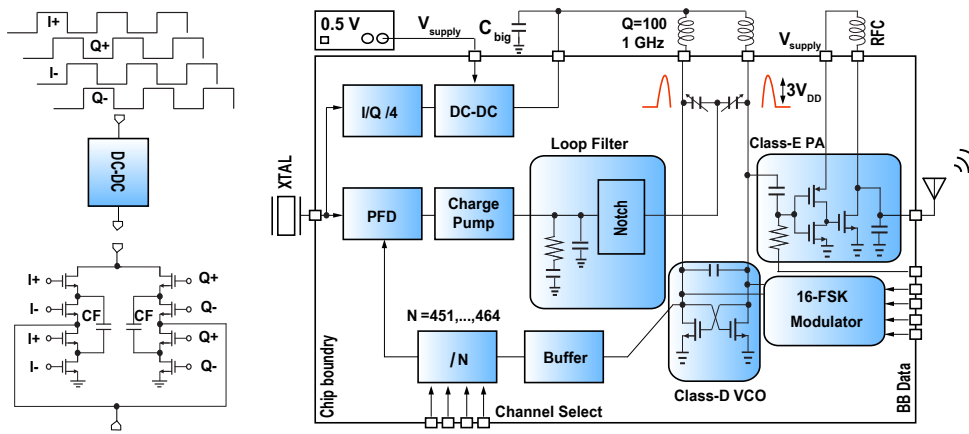 I+
Q+
I-
Q-
DC-DC
I+
I-
I+
I-
CF
CF
Q+
Q-
Q+
Q-
0.5 V
Vsupply
Cbig
Q=100
1 GHz
Vsupply
RFC
3VDD
I/Q /4
DC-DC
Class-E PA
Loop Filter
XTAL
PFD
Charge
Pump
Notch
16-FSK
Modulator
N =451,...,464
/N
Buffer
Class-D VCO
Channel Select
Chip boundry
BB Data